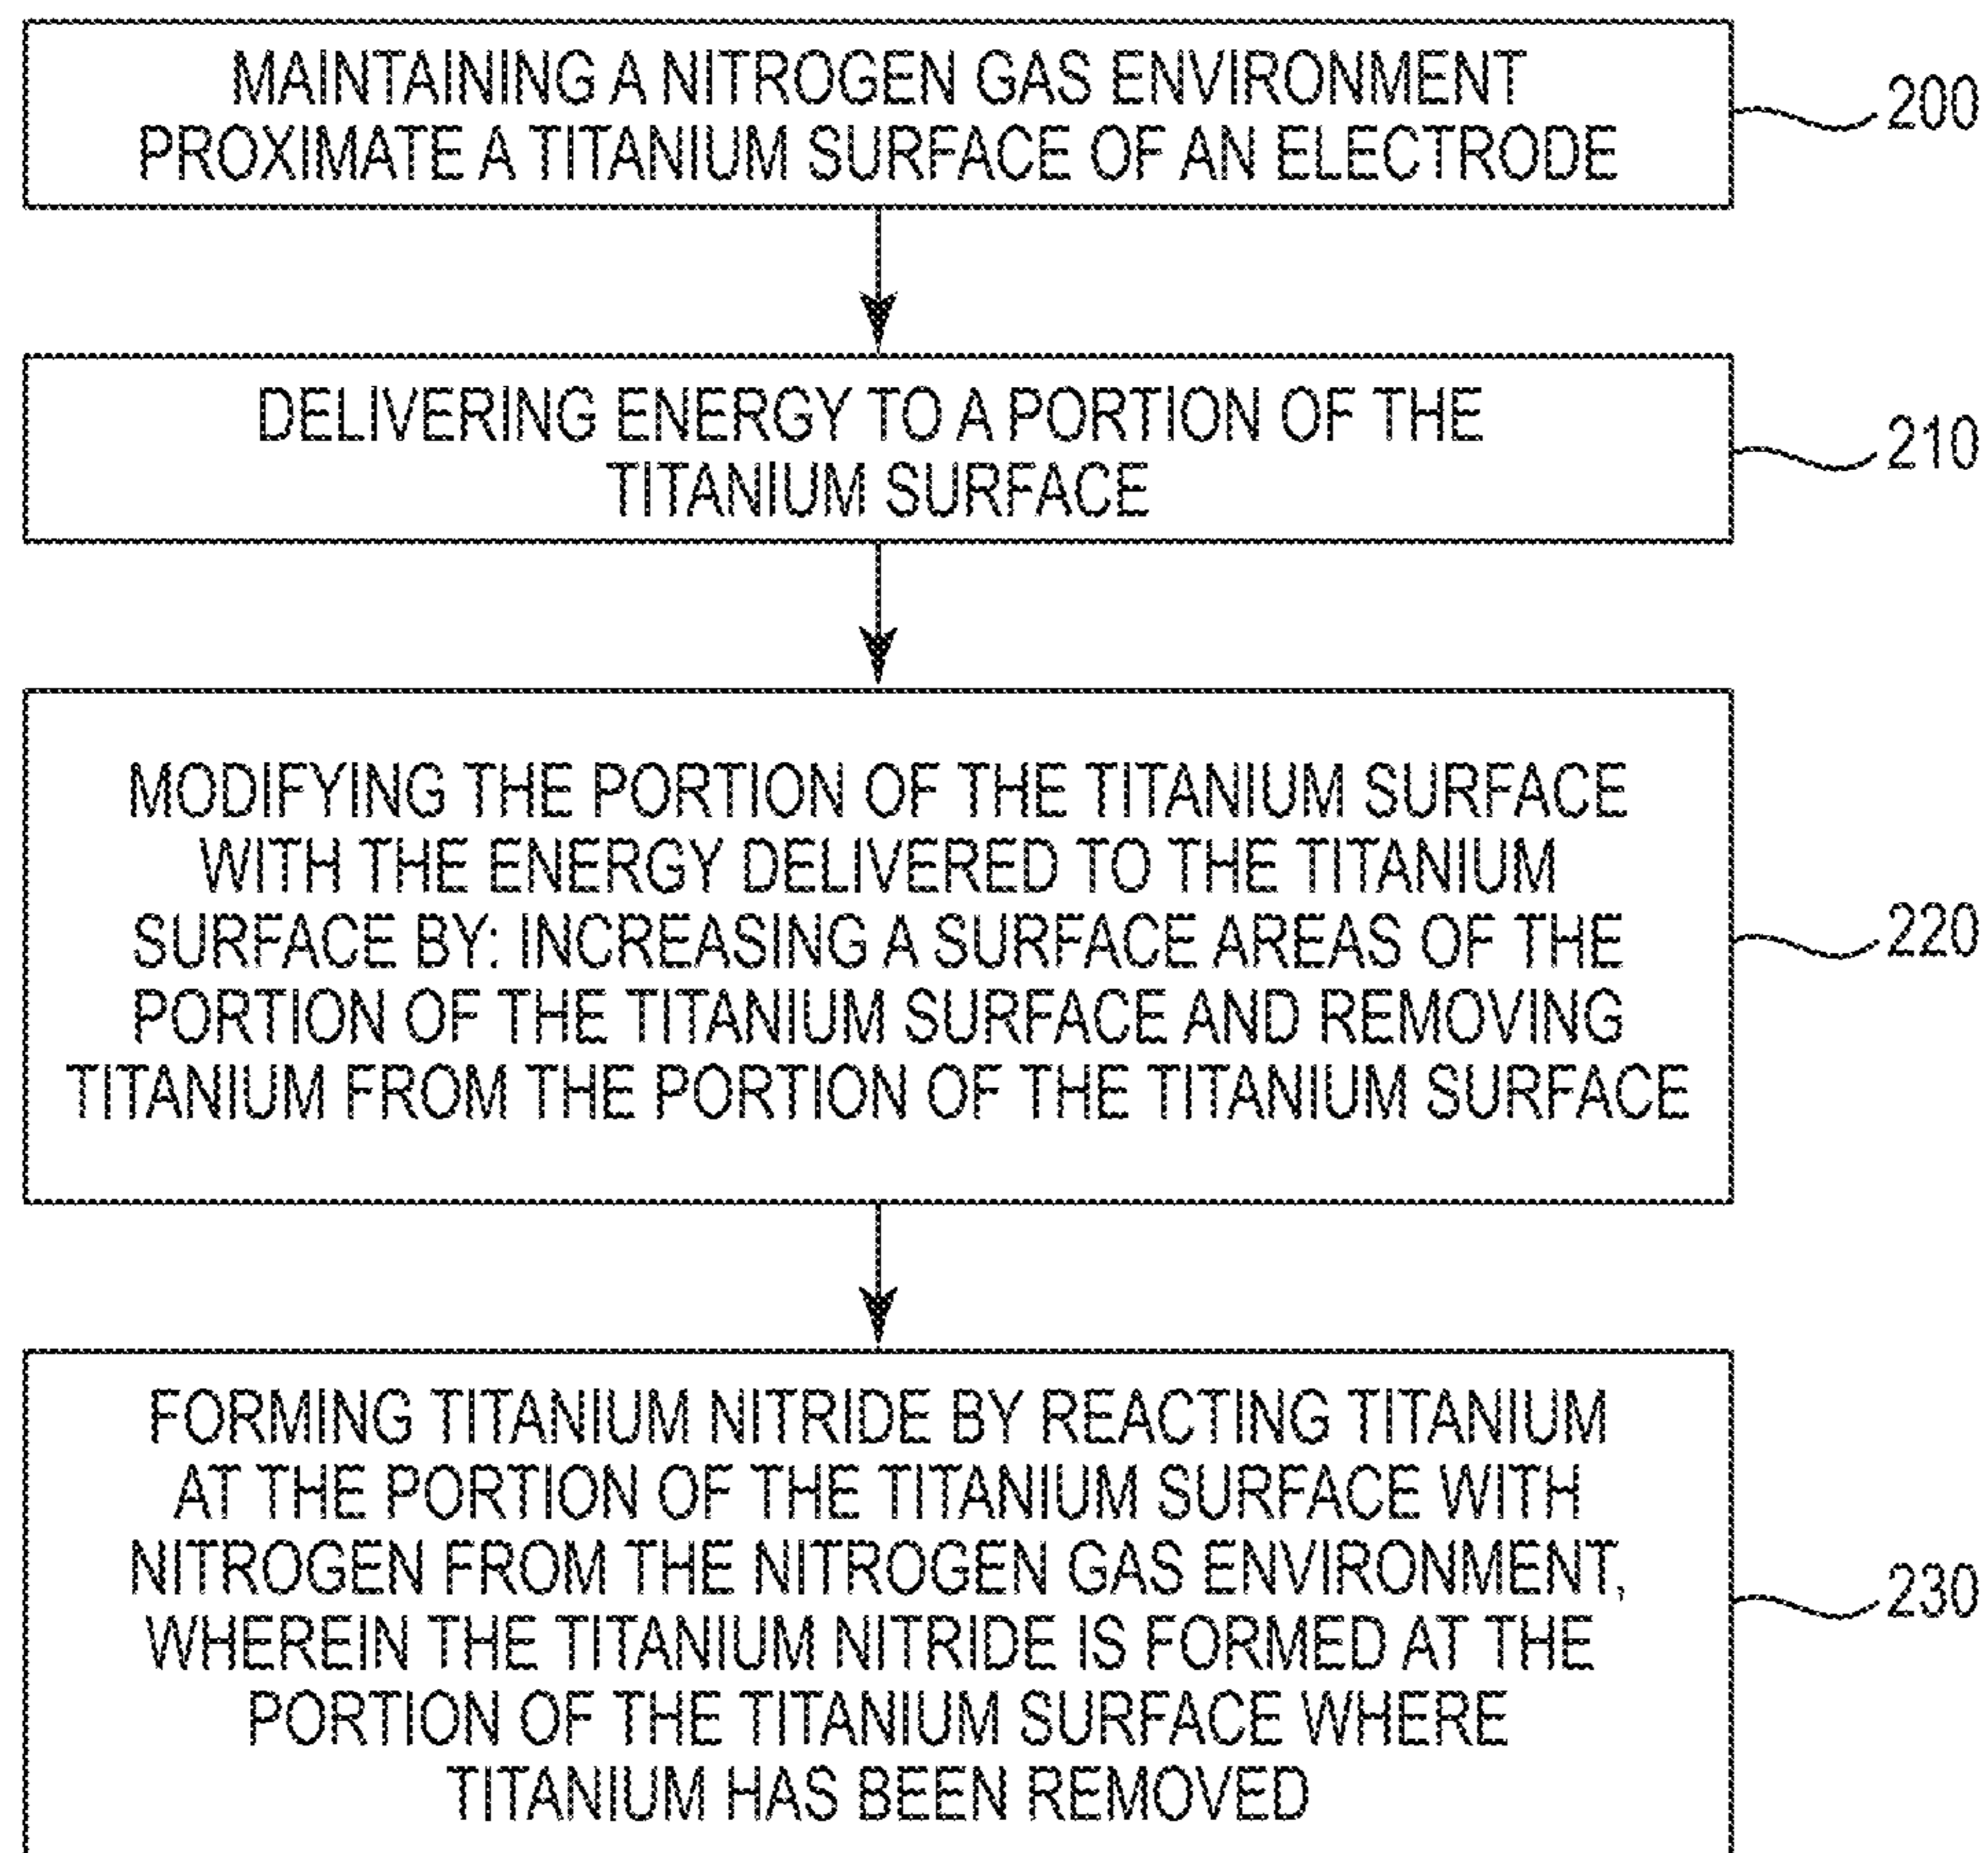 MAINTAINING A NITROGEN GAS ENVIRONMENT
PROXIMATE A TITANIUM SURFACE OF AN ELECTRODE
200
DELIVERING ENERGY TO A PORTION OF THE
TITANIUM SURFACE
210
MODIFYING THE PORTION OF THE TITANIUM SURFACE
WITH THE ENERGY DELIVERED TO THE TITANIUM
SURFACE BY: INCREASING A SURFACE AREAS OF THE
PORTION OF THE TITANIUM SURFACE AND REMOVING
TITANIUM FROM THE PORTION OF THE TITANIUM SURFACE
220
FORMING TITANIUM NITRIDE BY REACTING TITANIUM
AT THE PORTION OF THE TITANIUM SURFACE WITH
NITROGEN FROM THE NITROGEN GAS ENVIRONMENT,
WHEREIN THE TITANIUM NITRIDE IS FORMED AT THE
PORTION OF THE TITANIUM SURFACE WHERE
TITANIUM HAS BEEN REMOVED
230